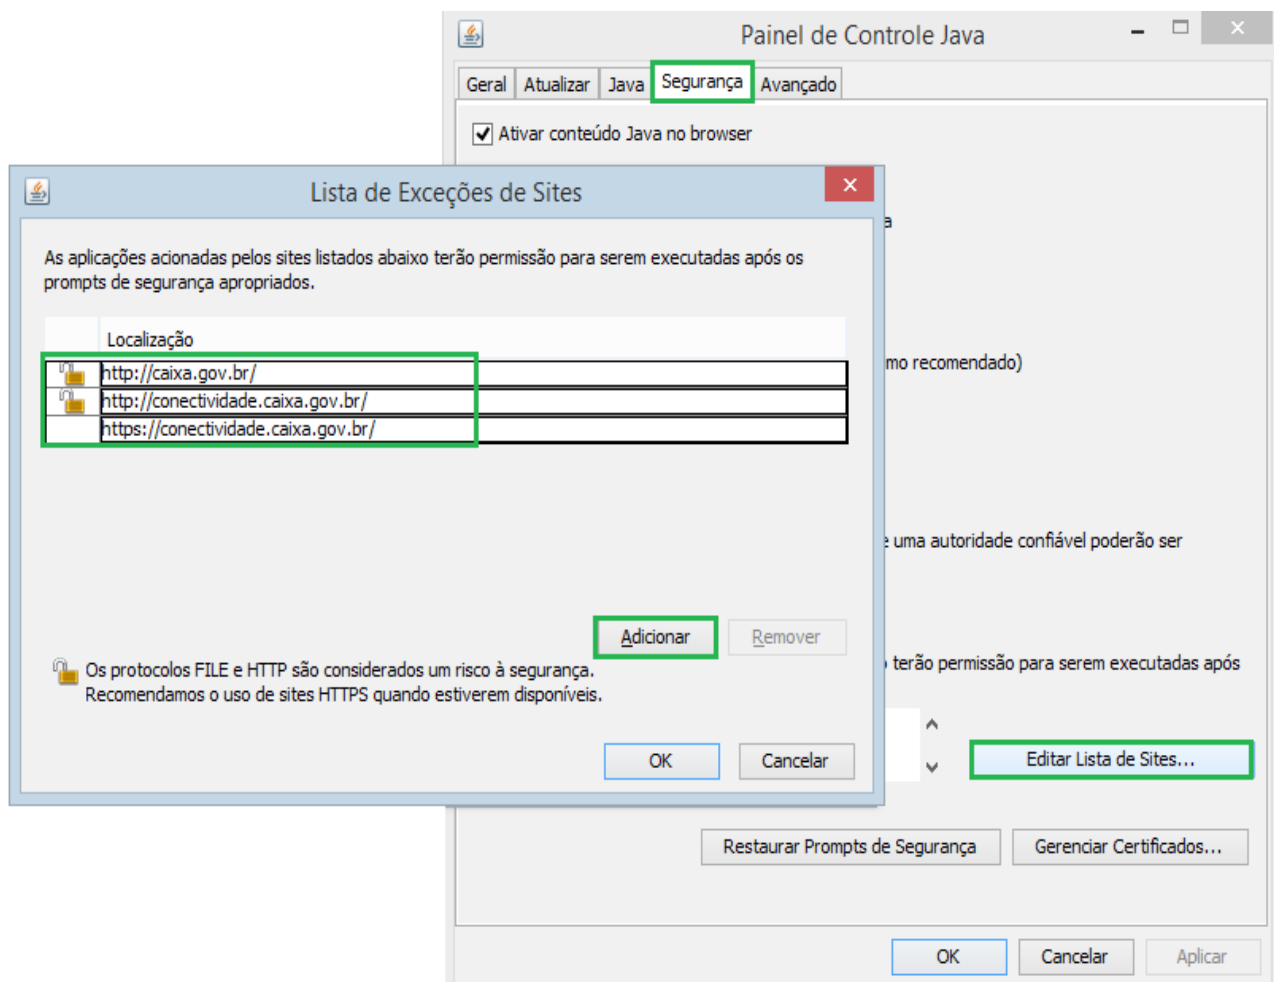 Painel de Controle Java
Geral
Atualizar
Java
Segurança
Avançado
Ativar conteúdo Java no browser
Lista de Exceções de Sites
As aplicações acionadas pelos sites listados abaixo terão permissão para serem executadas após os
prompts de segurança apropriados.
Localização
http://caixa.gov.br/
http://conectividade.caixa.gov.br/
https://conectividade.caixa.gov.br/
Adicionar
Remover
Os protocolos FILE e HTTP são considerados um risco à segurança.
Recomendamos o uso de sites HTTPS quando estiverem disponíveis.
OK
Cancelar
a
mo recomendado)
e uma autoridade confiável poderão ser
terão permissão para serem executadas após
Editar Lista de Sites...
Restaurar Prompts de Segurança
Gerenciar Certificados...
OK
Cancelar
Aplicar